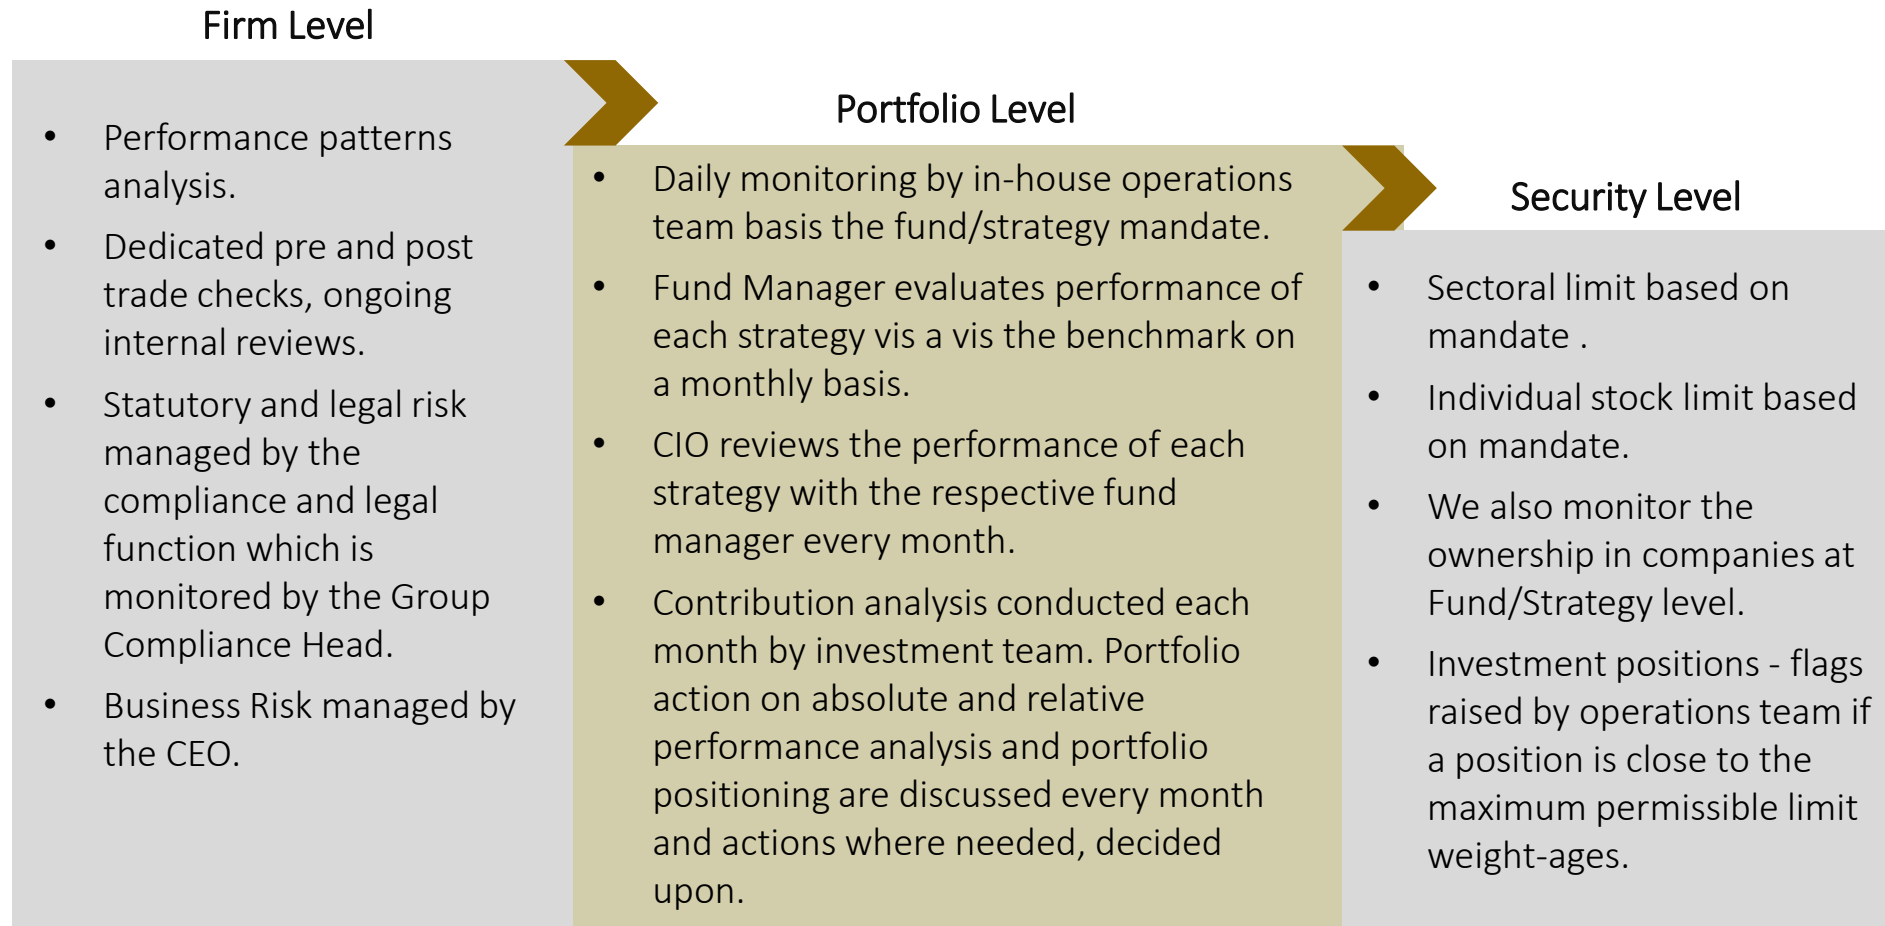 Firm Level
• Performance patterns
analysis.
• Dedicated pre and post
trade checks, ongoing
internal reviews.
• Statutory and legal risk
managed by the
compliance and legal
function which is
monitored by the Group
Compliance Head.
• Business Risk managed by
the CEO.
Portfolio Level
• Daily monitoring by in-house operations
team basis the fund/strategy mandate.
• Fund Manager evaluates performance of
each strategy vis a vis the benchmark on
a monthly basis.
• CIO reviews the performance of each
strategy with the respective fund
manager every month.
• Contribution analysis conducted each
month by investment team. Portfolio
action on absolute and relative
performance analysis and portfolio
positioning are discussed every month
and actions where needed, decided
upon.
Security Level
• Sectoral limit based on
mandate .
• Individual stock limit based
on mandate.
• We also monitor the
ownership in companies at
Fund/Strategy level.
• Investment positions - flags
raised by operations team if
a position is close to the
maximum permissible limit
weight-ages.